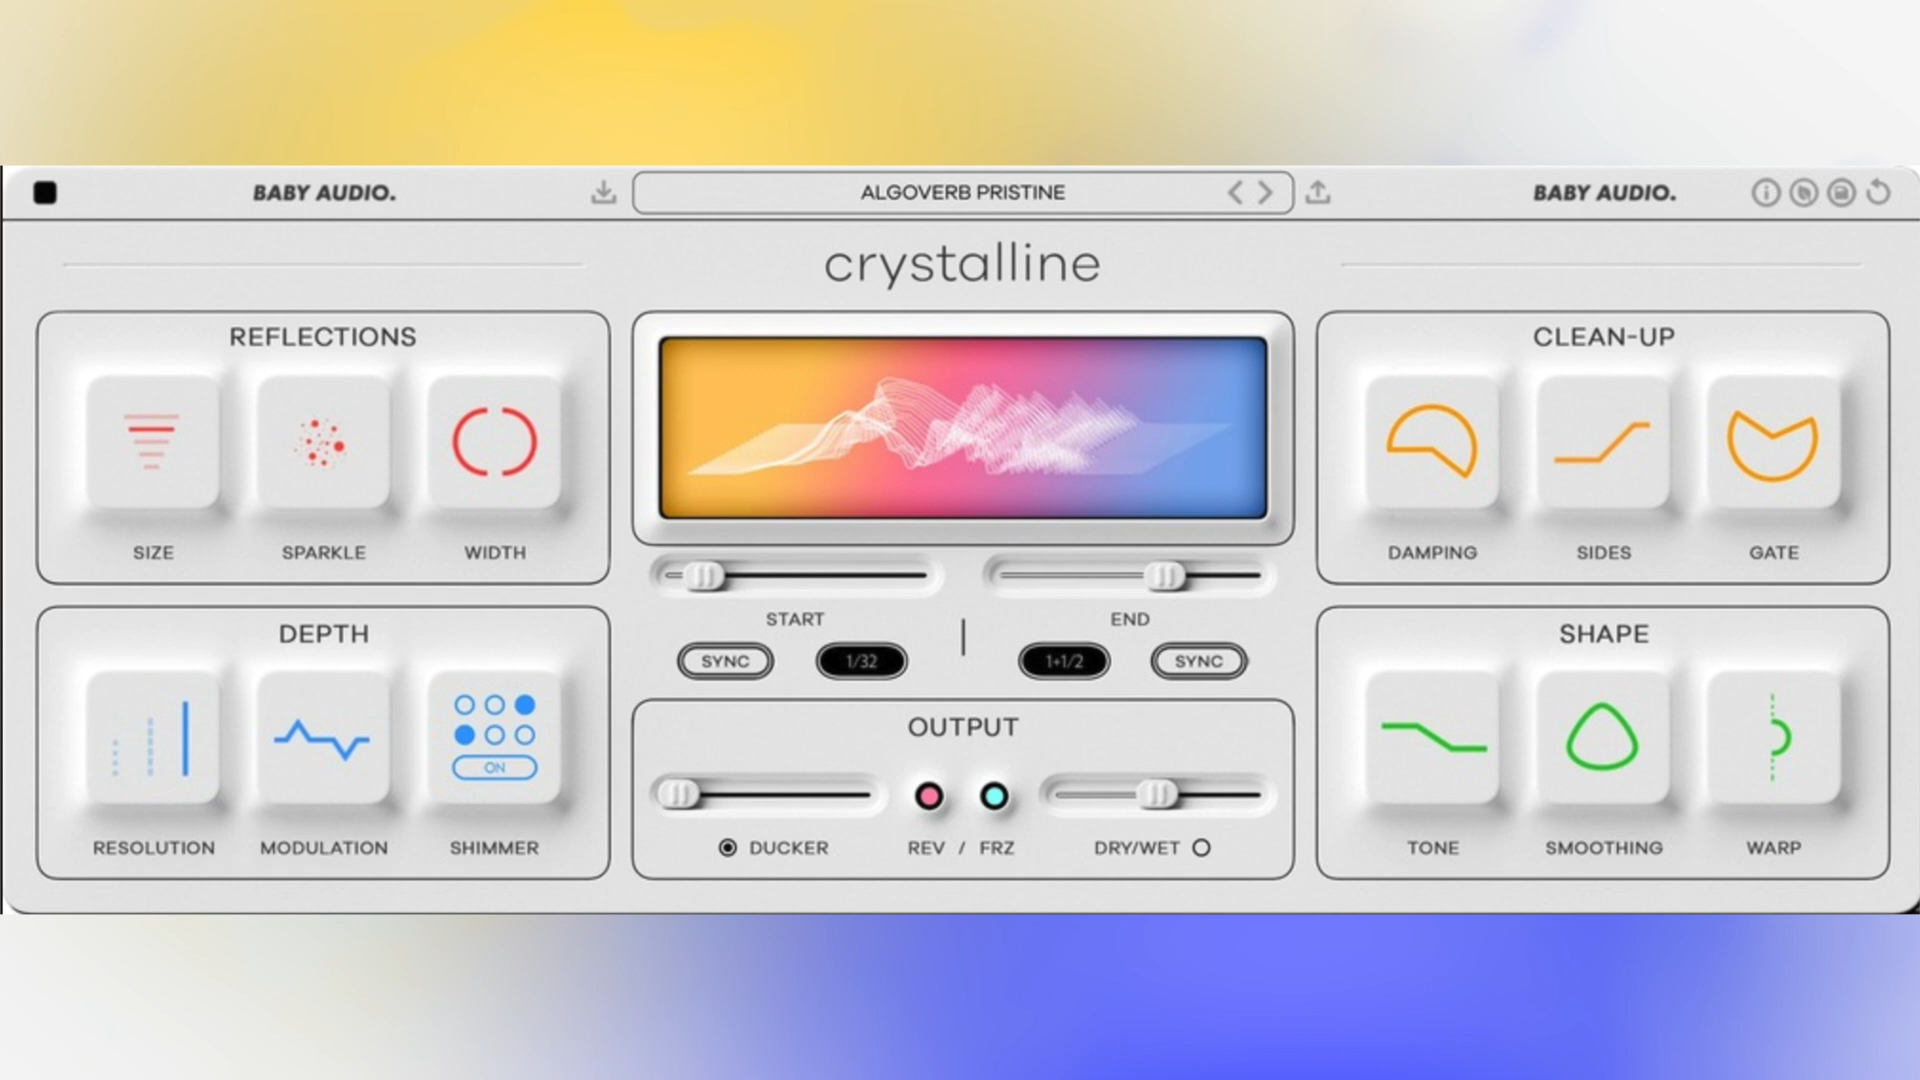 BABY AUDIO.
ALGOVERB PRISTINE
BABY AUDIO.
crystalline
REFLECTIONS
SIZE
SPARKLE
WIDTH
DEPTH
RESOLUTION
MODULATION
ON
SHIMMER
START
END
SYNC
1/32
1+1/2
SYNC
OUTPUT
DUCKER
REV / FRZ
DRY/WET
CLEAN-UP
DAMPING
SIDES
GATE
SHAPE
TONE
SMOOTHING
WARP